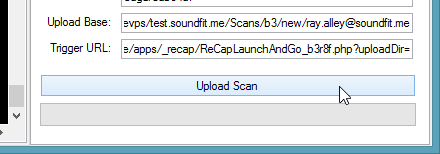 Upload Base: evps/test.soundfit.me/Scans/b3/new/ray.alley@soundfit.me
Trigger URL: e/apps/_recap/ReCapLaunchAndGo_b3r8f.php?uploadDir=
Upload Scan